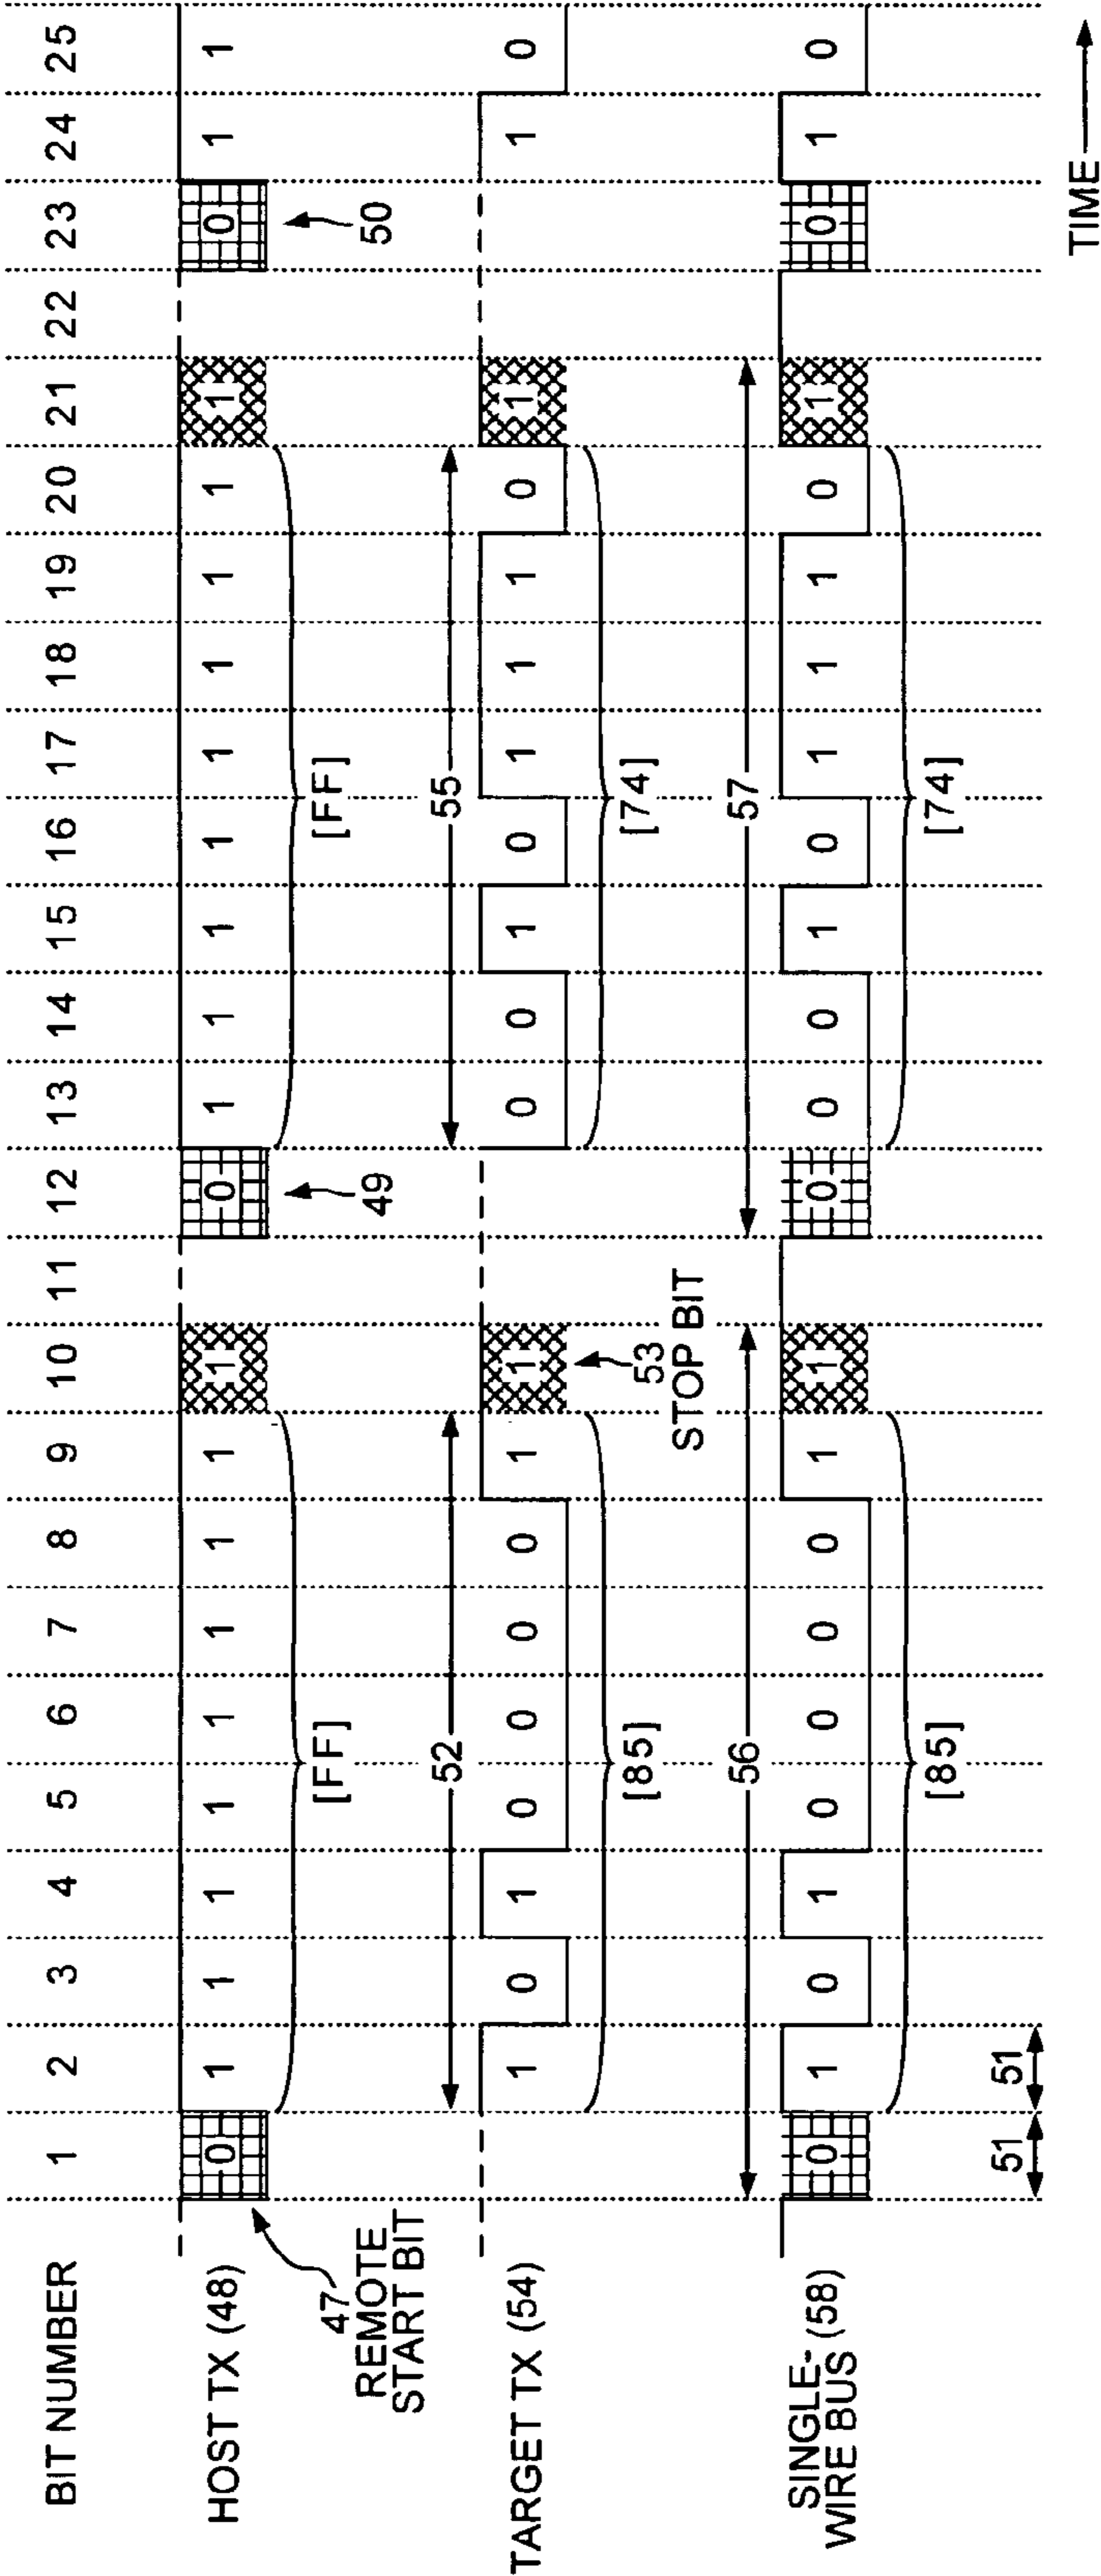 BIT NUMBER 1 2 3 4 5 6 7 8 9 10 11 12 13 14 15 16 17 18 19 20 21 22 23 24 25
HOST TX (48) 0 1 1 1 1 1 1 1 1 1 0 1 1 1 1 1 1 1 1 1 0 1 1
47
REMOTE
START BIT
[FF] 49 [FF] 50
52 55
TARGET TX (54) 1 0 1 0 0 0 0 1 1 0 0 1 0 1 1 1 0 1 1 0
[85] 53 [74]
STOP BIT
56 57
SINGLE-
WIRE BUS (58) 0 1 0 1 0 0 0 0 1 1 0 0 0 1 0 1 1 1 0 1 0 1 0
[85] [74]
51 51
TIME